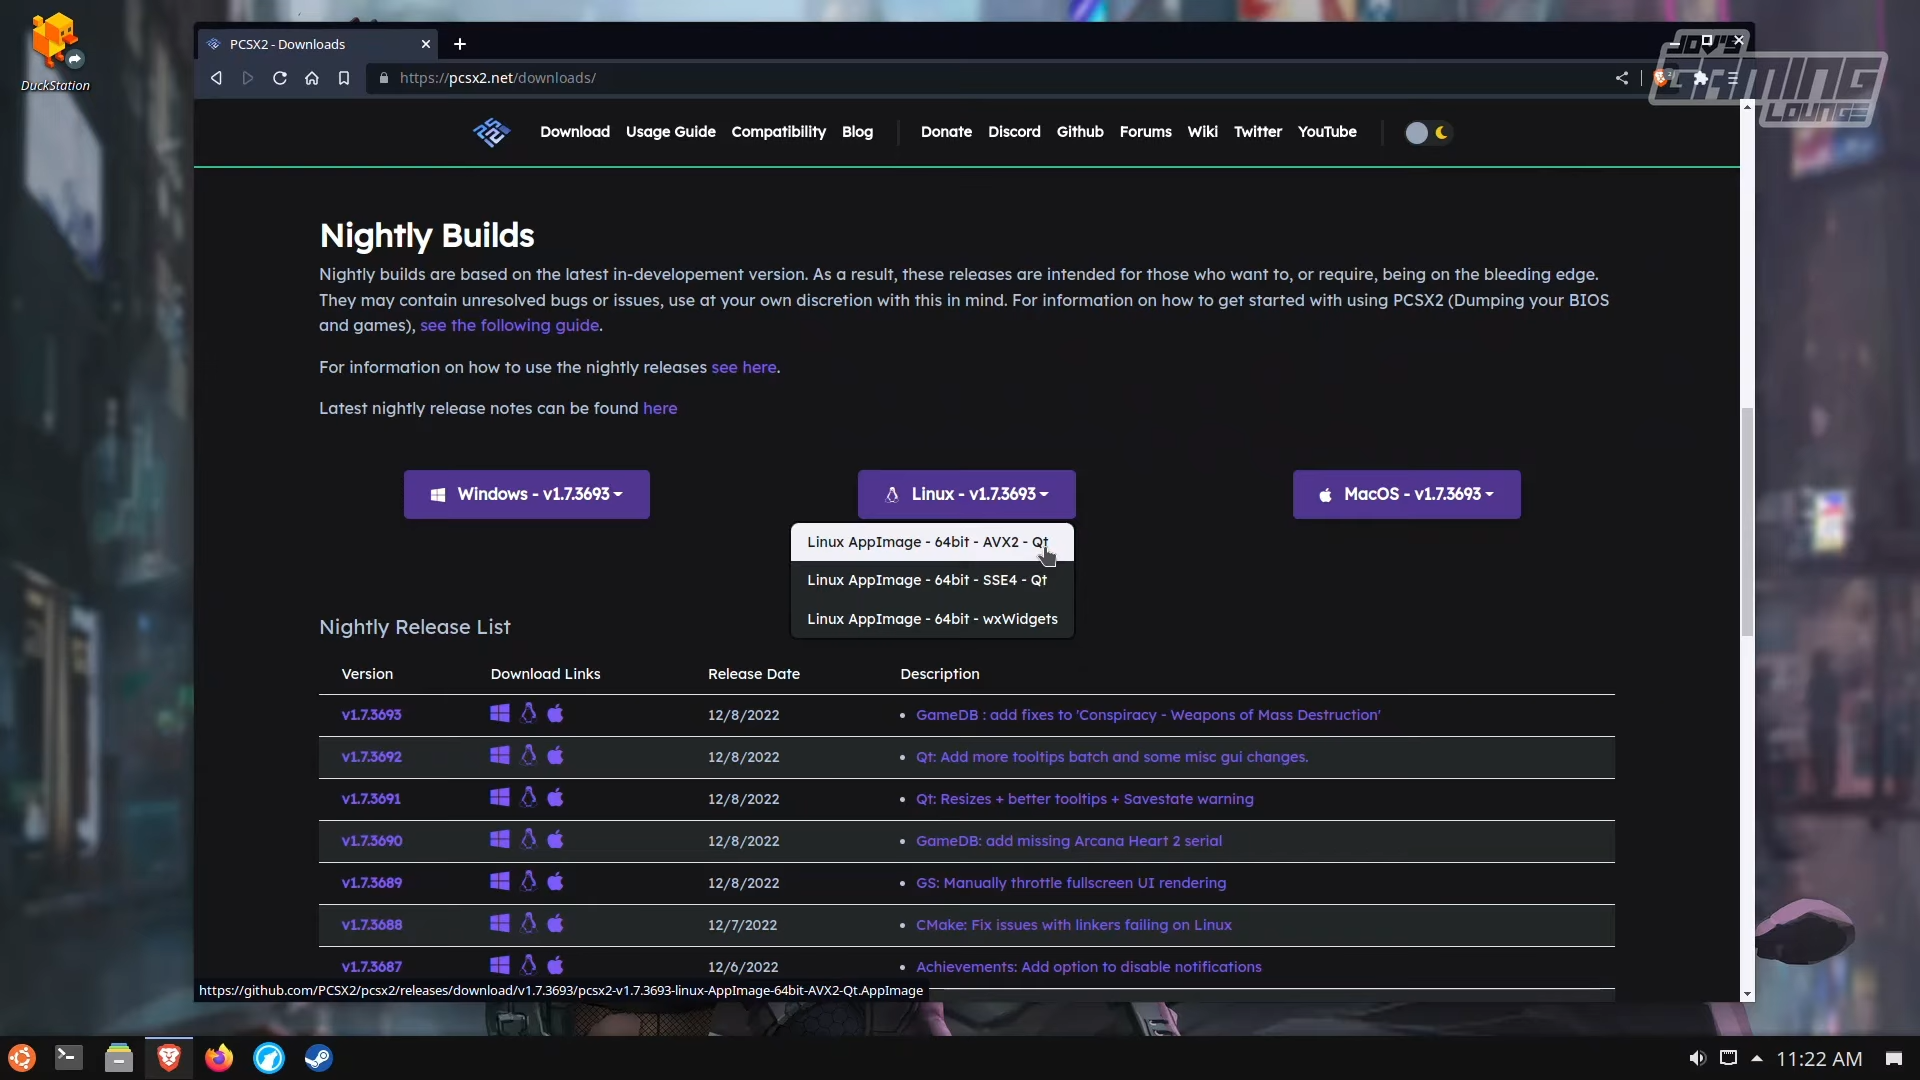 DuckStation
PCSX2 - Downloads
https://pcsx2.net/downloads/
JOV'S
GAMING
LOUNGE
Download Usage Guide Compatibility Blog Donate Discord Github Forums Wiki Twitter YouTube
Nightly Builds
Nightly builds are based on the latest in-developement version. As a result, these releases are intended for those who want to, or require, being on the bleeding edge.
They may contain unresolved bugs or issues, use at your own discretion with this in mind. For information on how to get started with using PCSX2 (Dumping your BIOS
and games), see the following guide.
For information on how to use the nightly releases see here.
Latest nightly release notes can be found here
Windows - v1.7.3693 Linux - v1.7.3693 MacOS - v1.7.3693
Linux AppImage - 64bit - AVX2 - Qt
Linux AppImage - 64bit - SSE4 - Qt
Linux AppImage - 64bit - wxWidgets
Nightly Release List
Version Download Links Release Date Description
v1.7.3693 12/8/2022 • GameDB : add fixes to 'Conspiracy - Weapons of Mass Destruction'
v1.7.3692 12/8/2022 • Qt: Add more tooltips batch and some misc gui changes.
v1.7.3691 12/8/2022 • Qt: Resizes + better tooltips + Savestate warning
v1.7.3690 12/8/2022 • GameDB: add missing Arcana Heart 2 serial
v1.7.3689 12/8/2022 • GS: Manually throttle fullscreen UI rendering
v1.7.3688 12/7/2022 • CMake: Fix issues with linkers failing on Linux
v1.7.3687 12/6/2022 • Achievements: Add option to disable notifications
https://github.com/PCSX2/pcsx2/releases/download/v1.7.3693/pcsx2-v1.7.3693-linux-AppImage-64bit-AVX2-Qt.AppImage
11:22 AM